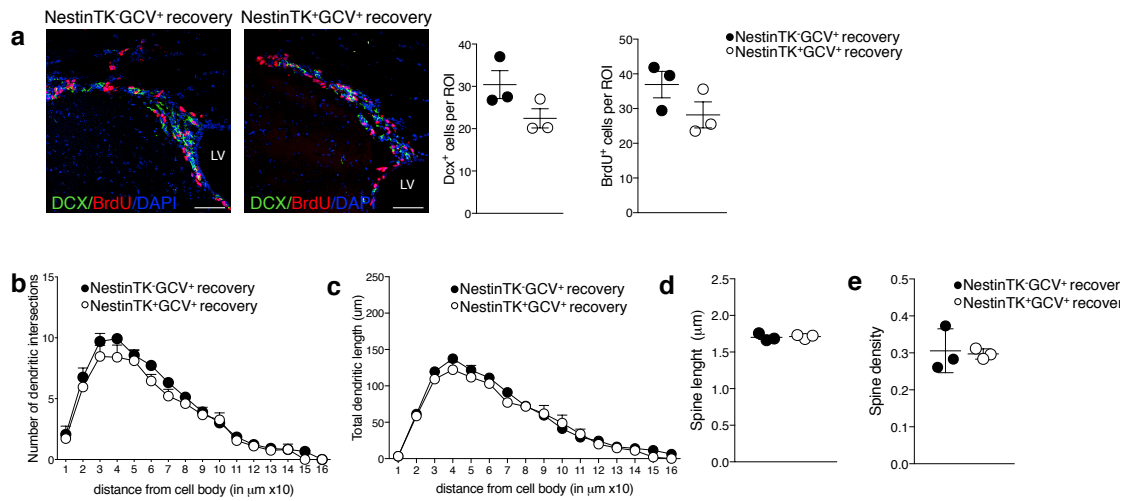 NestinTK⁻GCV⁺ recovery
NestinTK⁺GCV⁺ recovery
a
LV
DCX/BrdU/DAPI
LV
DCX/BrdU/DAPI
Dcx⁺ cells per ROI
40
30
20
10
0
BrdU⁺ cells per ROI
50
40
30
20
10
0
NestinTK⁻GCV⁺ recovery
NestinTK⁺GCV⁺ recovery
b
Number of dendritic intersections
15
10
5
0
NestinTK⁻GCV⁺ recovery
NestinTK⁺GCV⁺ recovery
1 2 3 4 5 6 7 8 9 10 11 12 13 14 15 16
distance from cell body (in µm x10)
c
Total dendritic length (um)
250
200
150
100
50
0
NestinTK⁻GCV⁺ recovery
NestinTK⁺GCV⁺ recovery
1 2 3 4 5 6 7 8 9 10 11 12 13 14 15 16
distance from cell body (in µm x10)
d
Spine lenght (µm)
2.5
2.0
1.5
1.0
0.5
0.0
e
Spine density
0.5
0.4
0.3
0.2
0.1
0.0
NestinTK⁻GCV⁺ recover
NestinTK⁺GCV⁺ recover